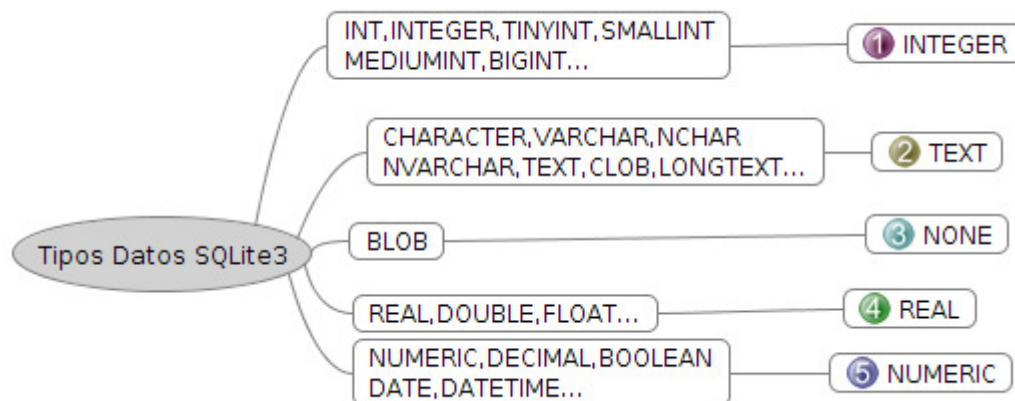 INT,INTEGER,TINYINT,SMALLINT
MEDIUMINT,BIGINT...
1 INTEGER
CHARACTER,VARCHAR,NCHAR
NVARCHAR,TEXT,CLOB,LONGTEXT...
2 TEXT
Tipos Datos SQLite3
BLOB
3 NONE
REAL,DOUBLE,FLOAT...
4 REAL
NUMERIC,DECIMAL,BOOLEAN
DATE,DATETIME...
5 NUMERIC